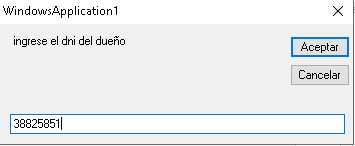 WindowsApplication1
ingrese el dni del dueño
Aceptar
Cancelar
38825851